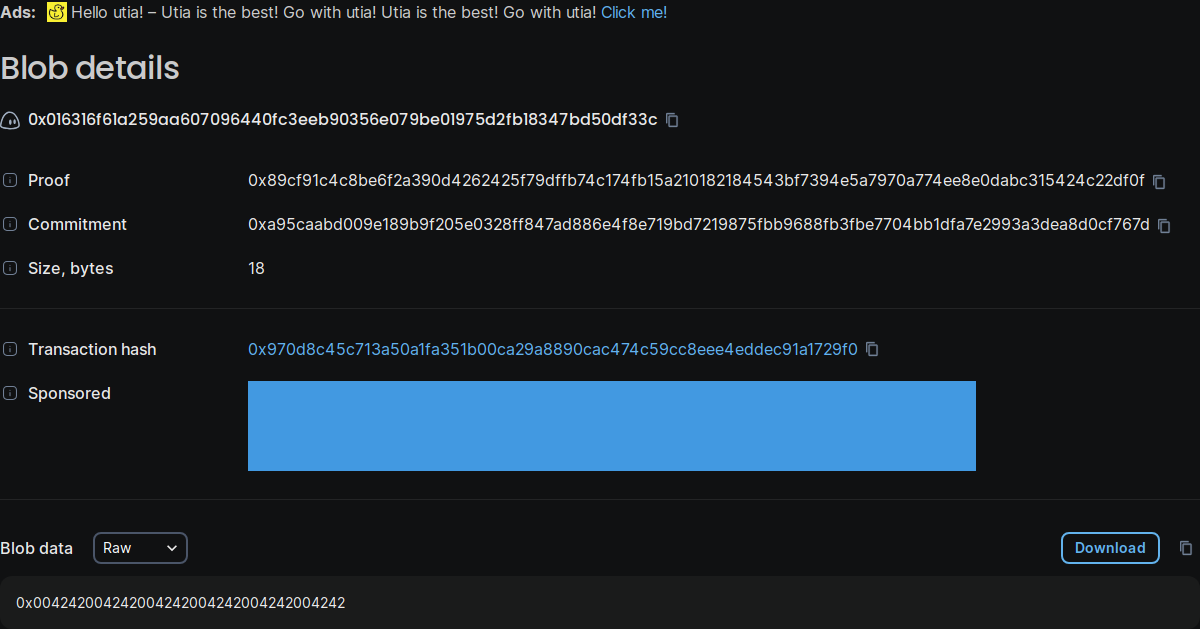 Ads: Hello utia! – Utia is the best! Go with utia! Utia is the best! Go with utia! Click me!
Blob details
0x016316f61a259aa607096440fc3eeb90356e079be01975d2fb18347bd50df33c
Proof 0x89cf91c4c8be6f2a390d4262425f79dffb74c174fb15a210182184543bf7394e5a7970a774ee8e0dabc315424c22df0f
Commitment 0xa95caabd009e189b9f205e0328ff847ad886e4f8e719bd7219875fbb9688fb3fbe7704bb1dfa7e2993a3dea8d0cf767d
Size, bytes 18
Transaction hash 0x970d8c45c713a50a1fa351b00ca29a8890cac474c59cc8eee4eddec91a1729f0
Sponsored
Blob data Raw Download
0x004242004242004242004242004242004242